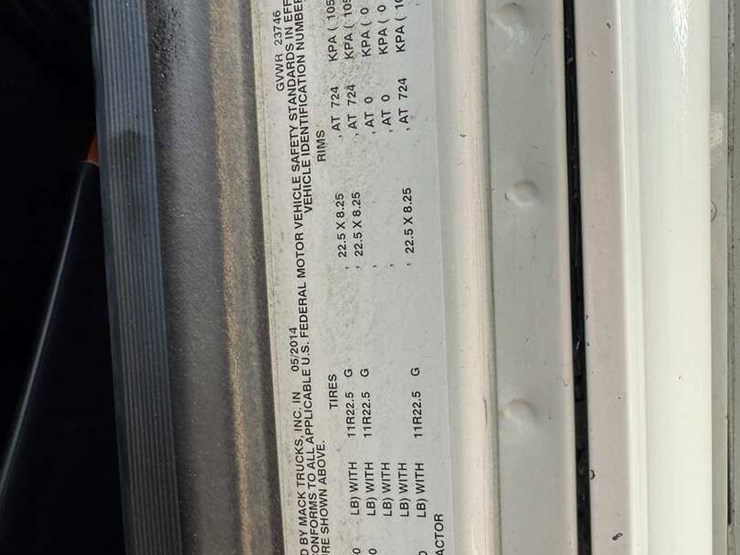 D BY MACK TRUCKS, INC. IN 05/2014 GVWR 23746
ONFORMS TO ALL APPLICABLE U.S. FEDERAL MOTOR VEHICLE SAFETY STANDARDS IN EFF
RE SHOWN ABOVE. VEHICLE IDENTIFICATION NUMBER
TIRES RIMS
0 LB) WITH 11R22.5 G , 22.5 X 8.25 , AT 724 KPA ( 105
0 LB) WITH 11R22.5 G , 22.5 X 8.25 , AT 724 KPA ( 105
LB) WITH , , AT 0 KPA ( 0
LB) WITH , AT 0 KPA ( 0
0 LB) WITH 11R22.5 G , 22.5 X 8.25 , AT 724 KPA ( 10
ACTOR